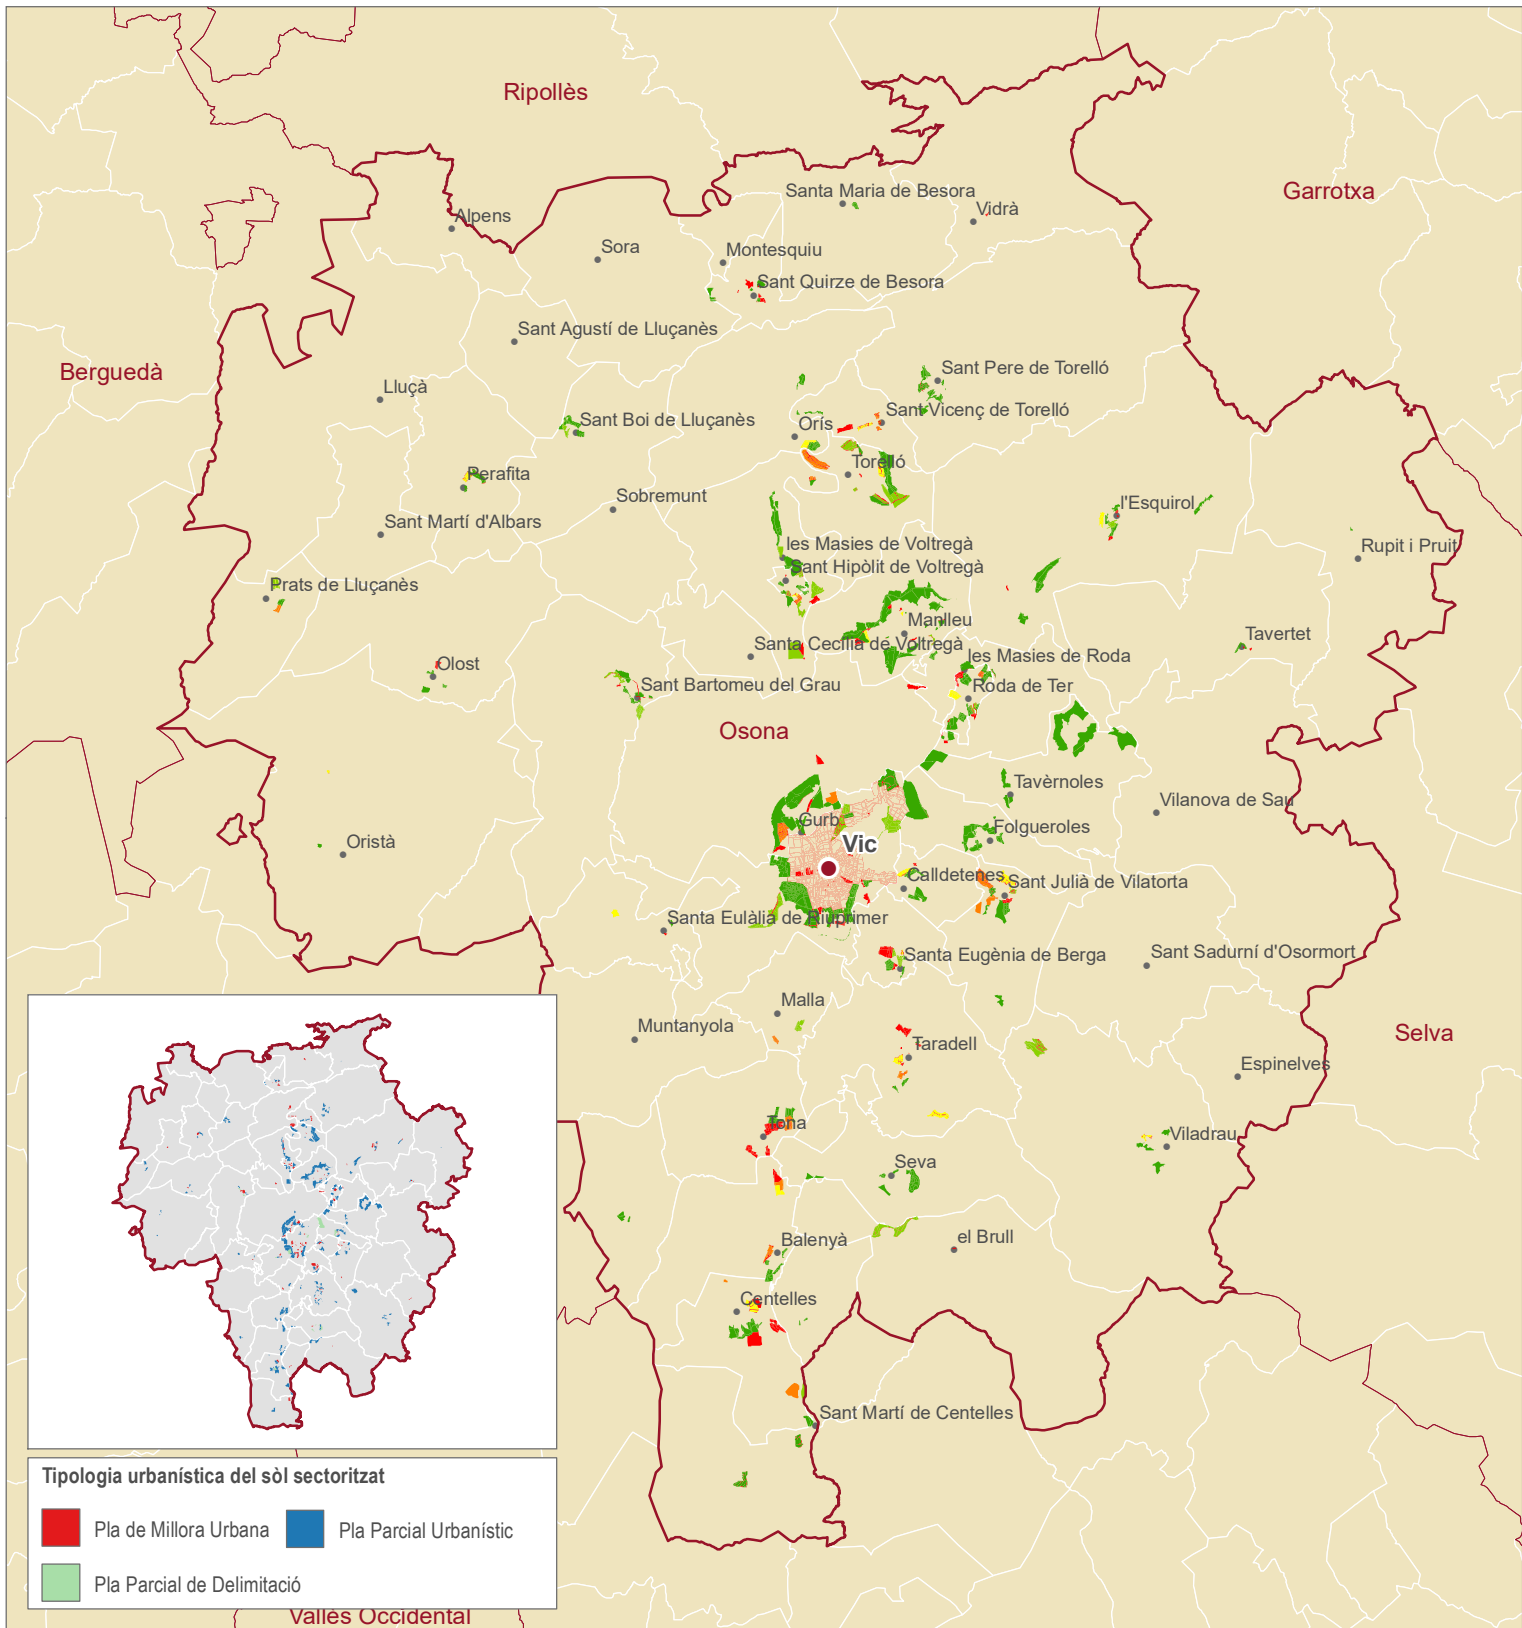 Ripollès
Garrotxa
Santa Maria de Besora
Vidrà
Alpens
Sora
Montesquiu
Sant Quirze de Besora
Sant Agustí de Lluçanès
Berguedà
Sant Pere de Torelló
Lluçà
Sant Vicenç de Torelló
Sant Boi de Lluçanès
Orís
Torelló
Perafita
Sobremunt
l'Esquirol
Sant Martí d'Albars
les Masies de Voltregà
Rupit i Pruit
Sant Hipòlit de Voltregà
Prats de Lluçanès
Manlleu
Tavertet
Santa Cecília de Voltregà
les Masies de Roda
Olost
Sant Bartomeu del Grau
Roda de Ter
Osona
Tavèrnoles
Vilanova de Sau
Gurb
Folgueroles
Oristà
Vic
Calldetenes
Sant Julià de Vilatorta
Santa Eulàlia de Riuprimer
Santa Eugènia de Berga
Sant Sadurní d'Osormort
Malla
Muntanyola
Taradell
Selva
Espinelves
Tona
Viladrau
Seva
Balenyà
el Brull
Centelles
Sant Martí de Centelles
Tipologia urbanística del sòl sectoritzat
Pla de Millora Urbana
Pla Parcial Urbanístic
Pla Parcial de Delimitació
Vallès Occidental